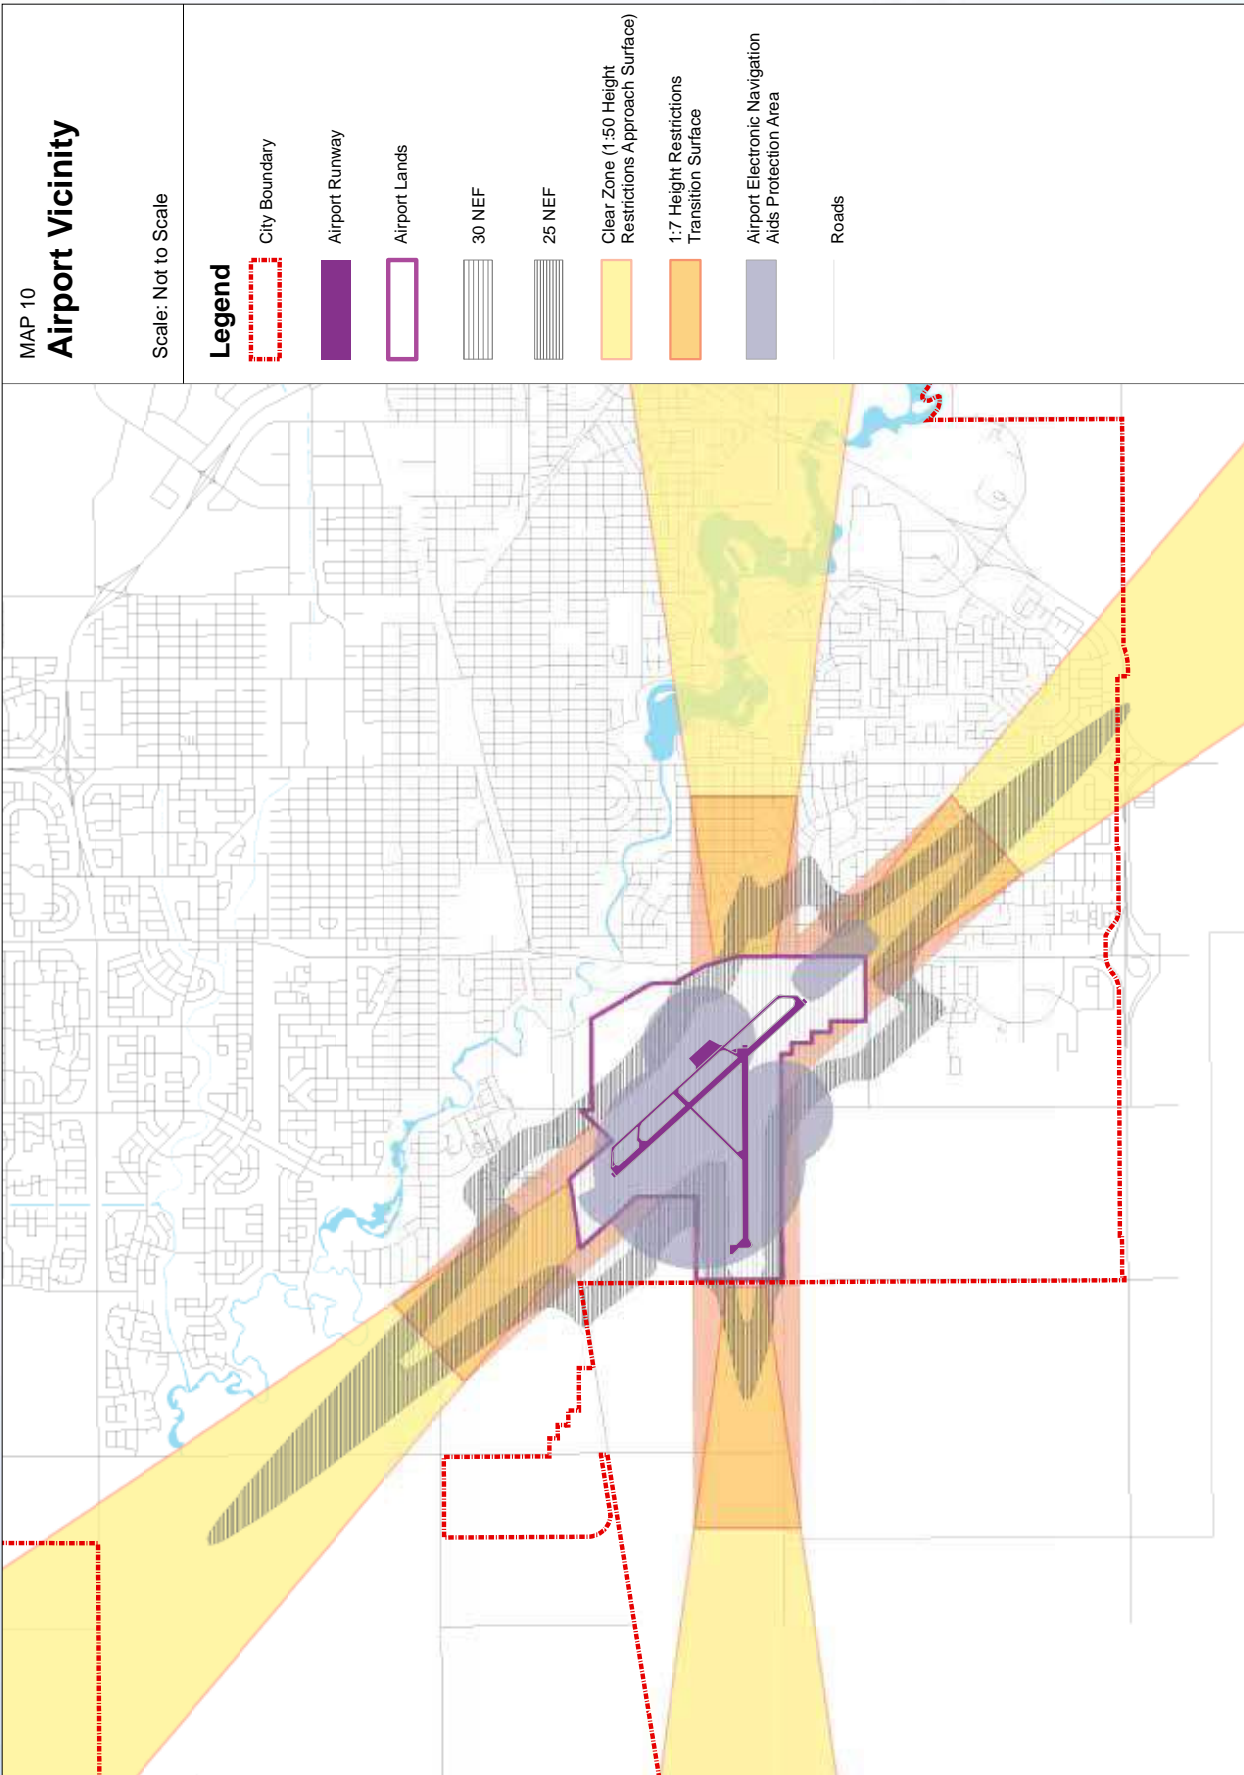 MAP 10
Airport Vicinity
Scale: Not to Scale
Legend
City Boundary
Airport Runway
Airport Lands
30 NEF
25 NEF
Clear Zone (1:50 Height
Restrictions Approach Surface)
1:7 Height Restrictions
Transition Surface
Airport Electronic Navigation
Aids Protection Area
Roads